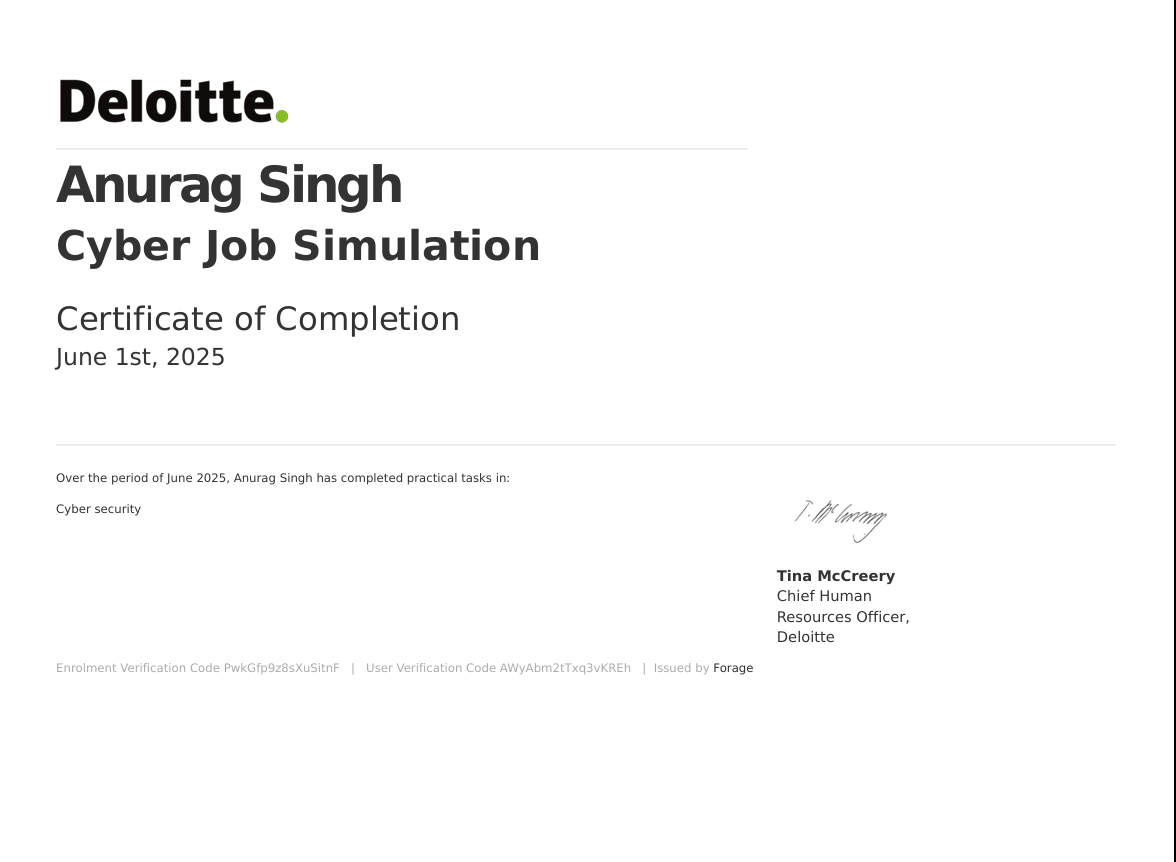 Deloitte.
Anurag Singh
Cyber Job Simulation
Certificate of Completion
June 1st, 2025
Over the period of June 2025, Anurag Singh has completed practical tasks in:
Cyber security
T. McCreery
Tina McCreery
Chief Human
Resources Officer,
Deloitte
Enrolment Verification Code PwkGfp9z8sXuSitnF | User Verification Code AWyAbm2tTxq3vKREh | Issued by Forage